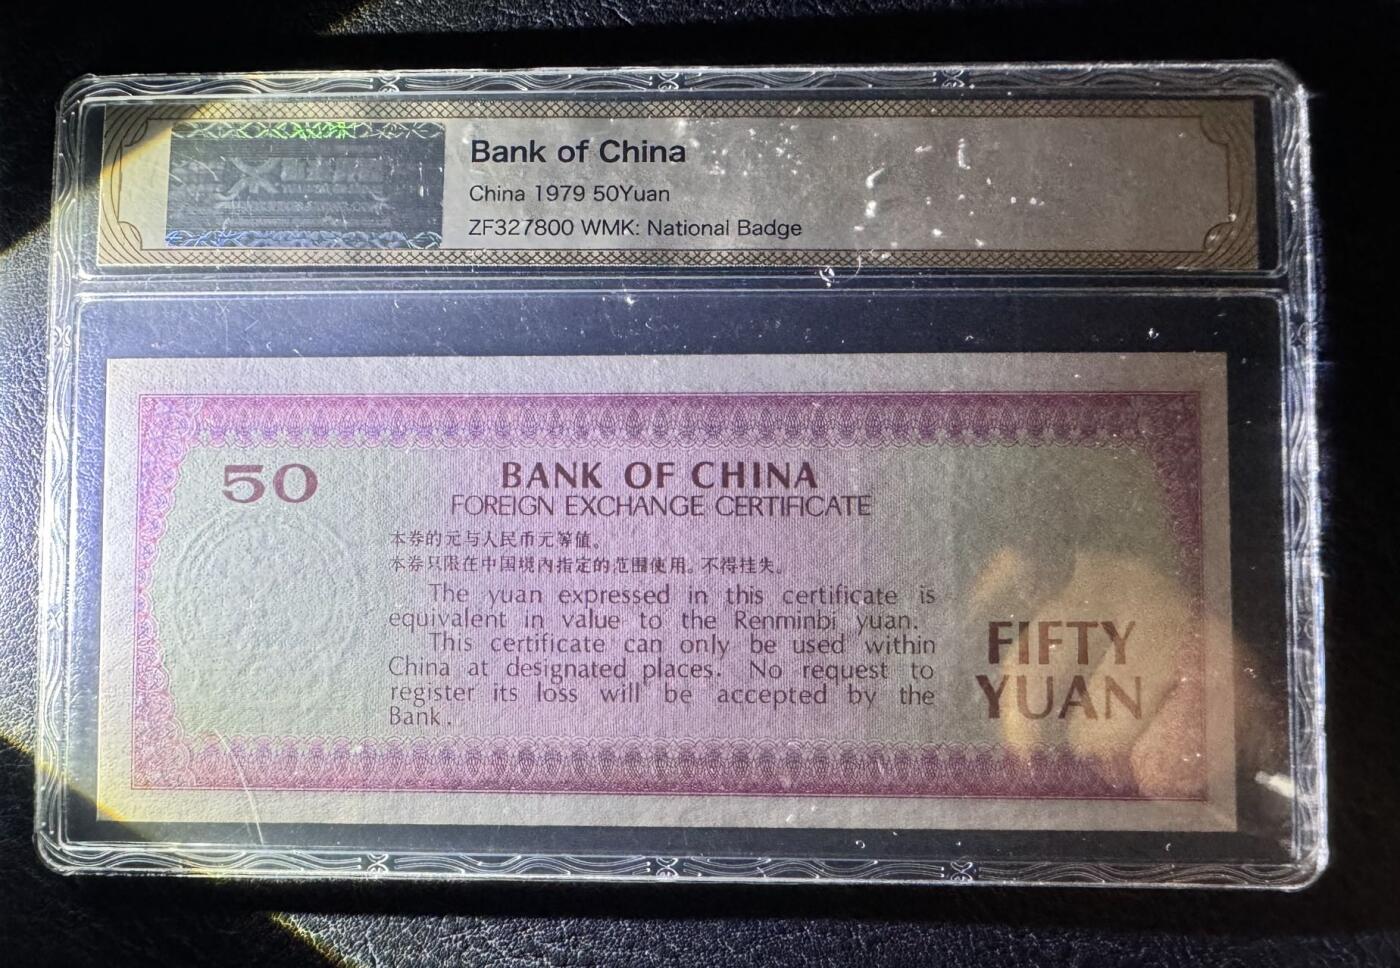 Bank of China
China 1979 50Yuan
ZF327800 WMK: National Badge
50
BANK OF CHINA
FOREIGN EXCHANGE CERTIFICATE
本券的元与人民币元等值。
本券只限在中国境内指定的范围使用。不得挂失。
The yuan expressed in this certificate is
equivalent in value to the Renminbi yuan.
This certificate can only be used within
China at designated places. No request to
register its loss will be accepted by the
Bank.
FIFTY
YUAN